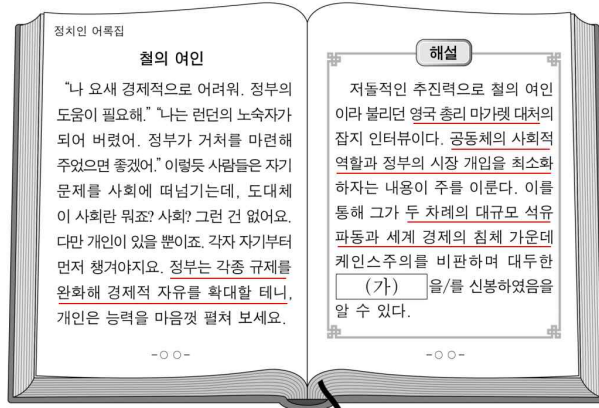 정치인 어록집
철의 여인
“나 요새 경제적으로 어려워. 정부의
도움이 필요해.” “나는 런던의 노숙자가
되어 버렸어. 정부가 거처를 마련해
주었으면 좋겠어.” 이렇듯 사람들은 자기
문제를 사회에 떠넘기는데, 도대체
이 사회란 뭐죠? 사회? 그런 건 없어요.
다만 개인이 있을 뿐이죠. 각자 자기부터
먼저 챙겨야지요. 정부는 각종 규제를
완화해 경제적 자유를 확대할 테니,
개인은 능력을 마음껏 펼쳐 보세요.
-○○-
해설
저돌적인 추진력으로 철의 여인
이라 불리던 영국 총리 마가렛 대처의
잡지 인터뷰이다. 공동체의 사회적
역할과 정부의 시장 개입을 최소화
하자는 내용이 주를 이룬다. 이를
통해 그가 두 차례의 대규모 석유
파동과 세계 경제의 침체 가운데
케인스주의를 비판하며 대두한
(가) 을/를 신봉하였음을
알 수 있다.
-○○-